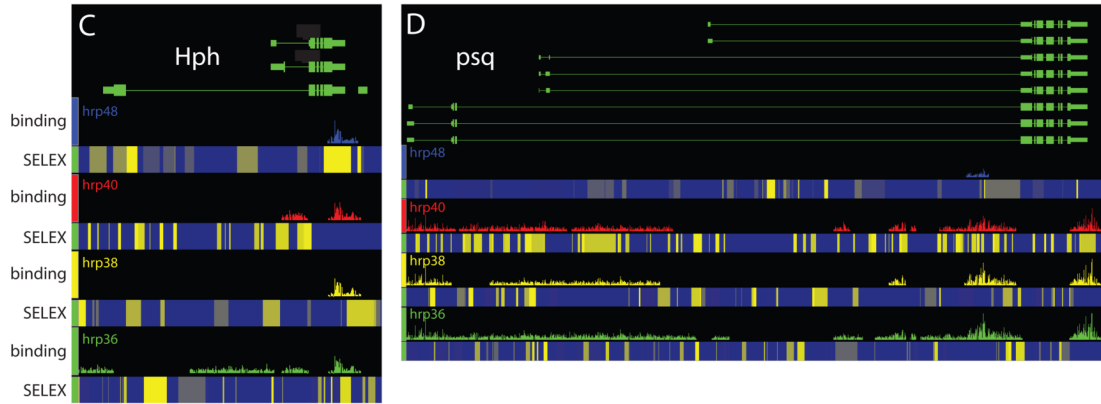 C
Hph
binding
hrp48
SELEX
binding
hrp40
SELEX
binding
hrp38
SELEX
binding
hrp36
SELEX
D
psq
hrp48
hrp40
hrp38
hrp36